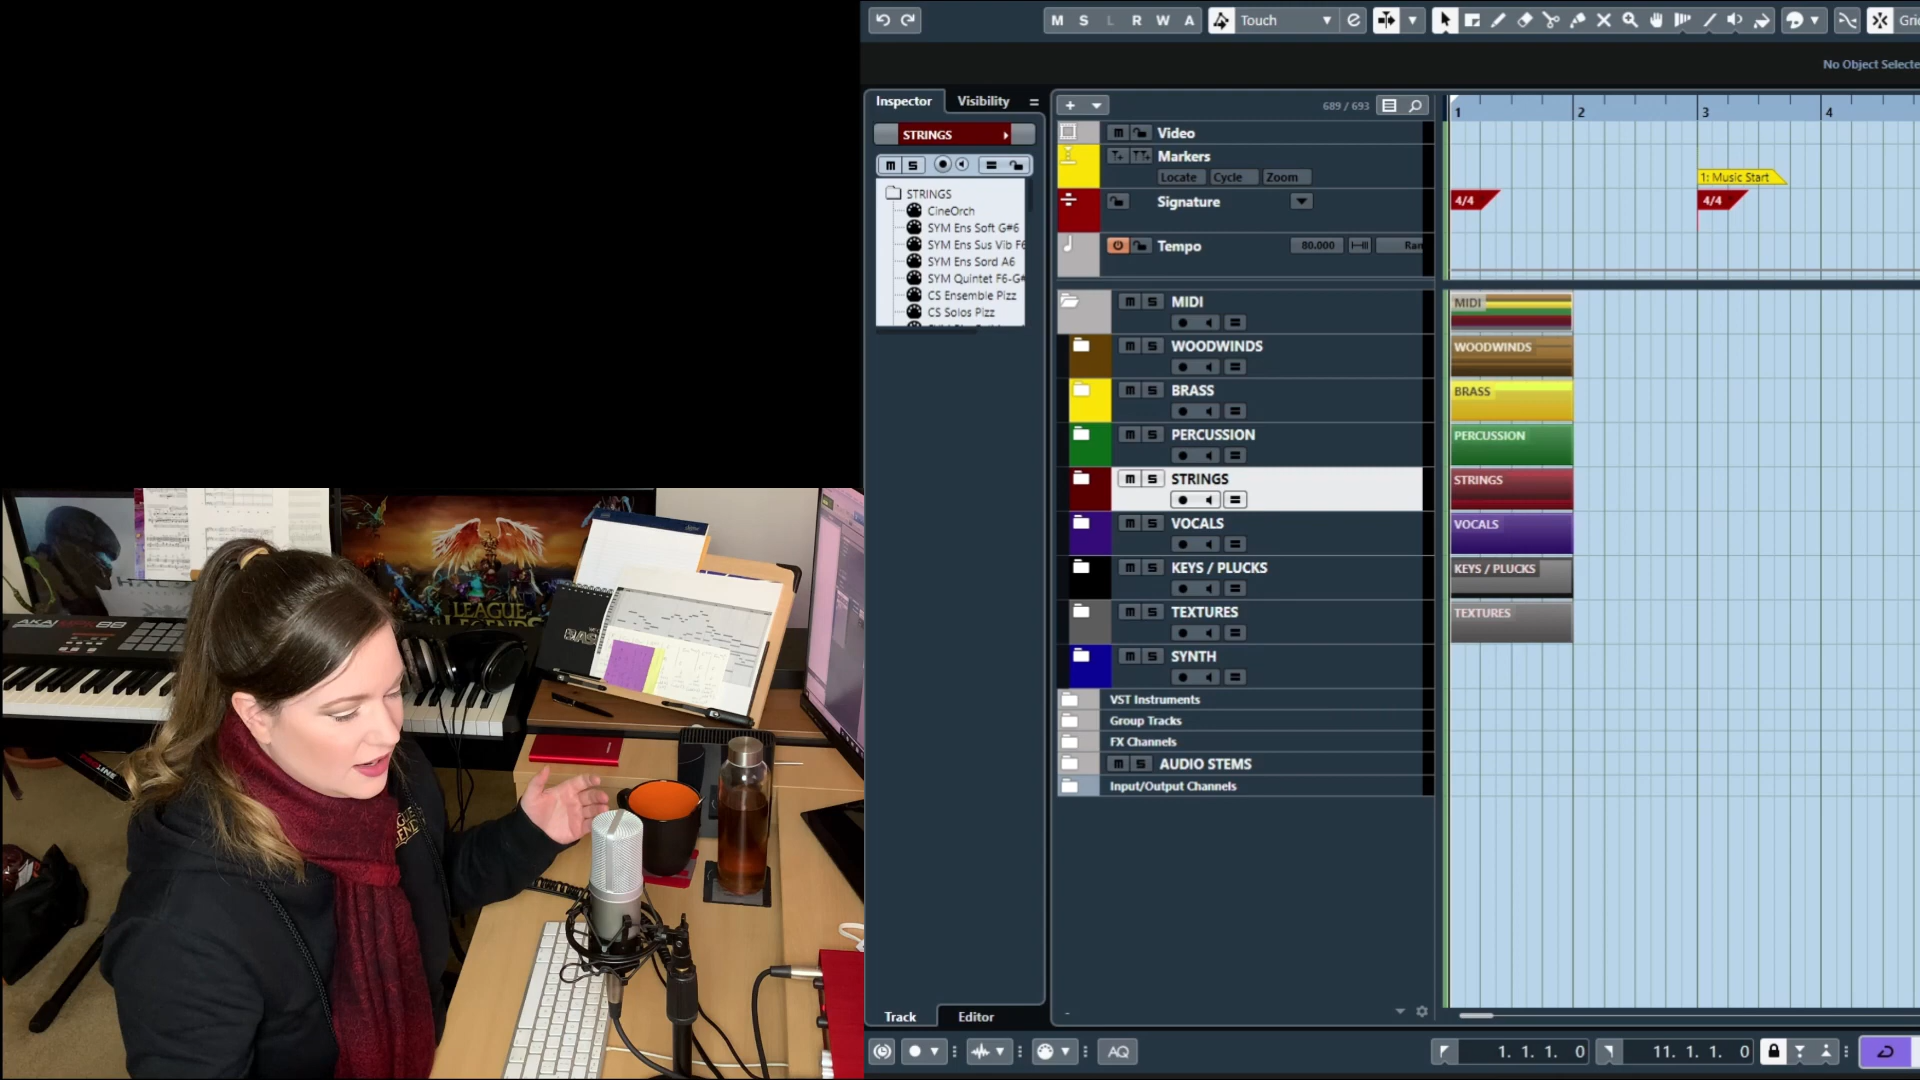 M S L R W A Touch Grid
No Object Selected
Inspector Visibility
STRINGS
m S
STRINGS
CineOrch
SYM Ens Soft G#6
SYM Ens Sus Vib F6
SYM Ens Sord A6
SYM Quintet F6-G#
CS Ensemble Pizz
CS Solos Pizz
689 / 693
m Video
Markers
Locate Cycle Zoom
Signature
Tempo 80.000 Ran
1 2 3 4
1: Music Start
4/4 4/4
m S MIDI
m S WOODWINDS
m S BRASS
m S PERCUSSION
m S STRINGS
m S VOCALS
m S KEYS / PLUCKS
m S TEXTURES
m S SYNTH
VST Instruments
Group Tracks
FX Channels
m S AUDIO STEMS
Input/Output Channels
MIDI
WOODWINDS
BRASS
PERCUSSION
STRINGS
VOCALS
KEYS / PLUCKS
TEXTURES
Track Editor
AQ
1. 1. 1. 0
11. 1. 1. 0
LEAGUE
LEGENDS
AKAI